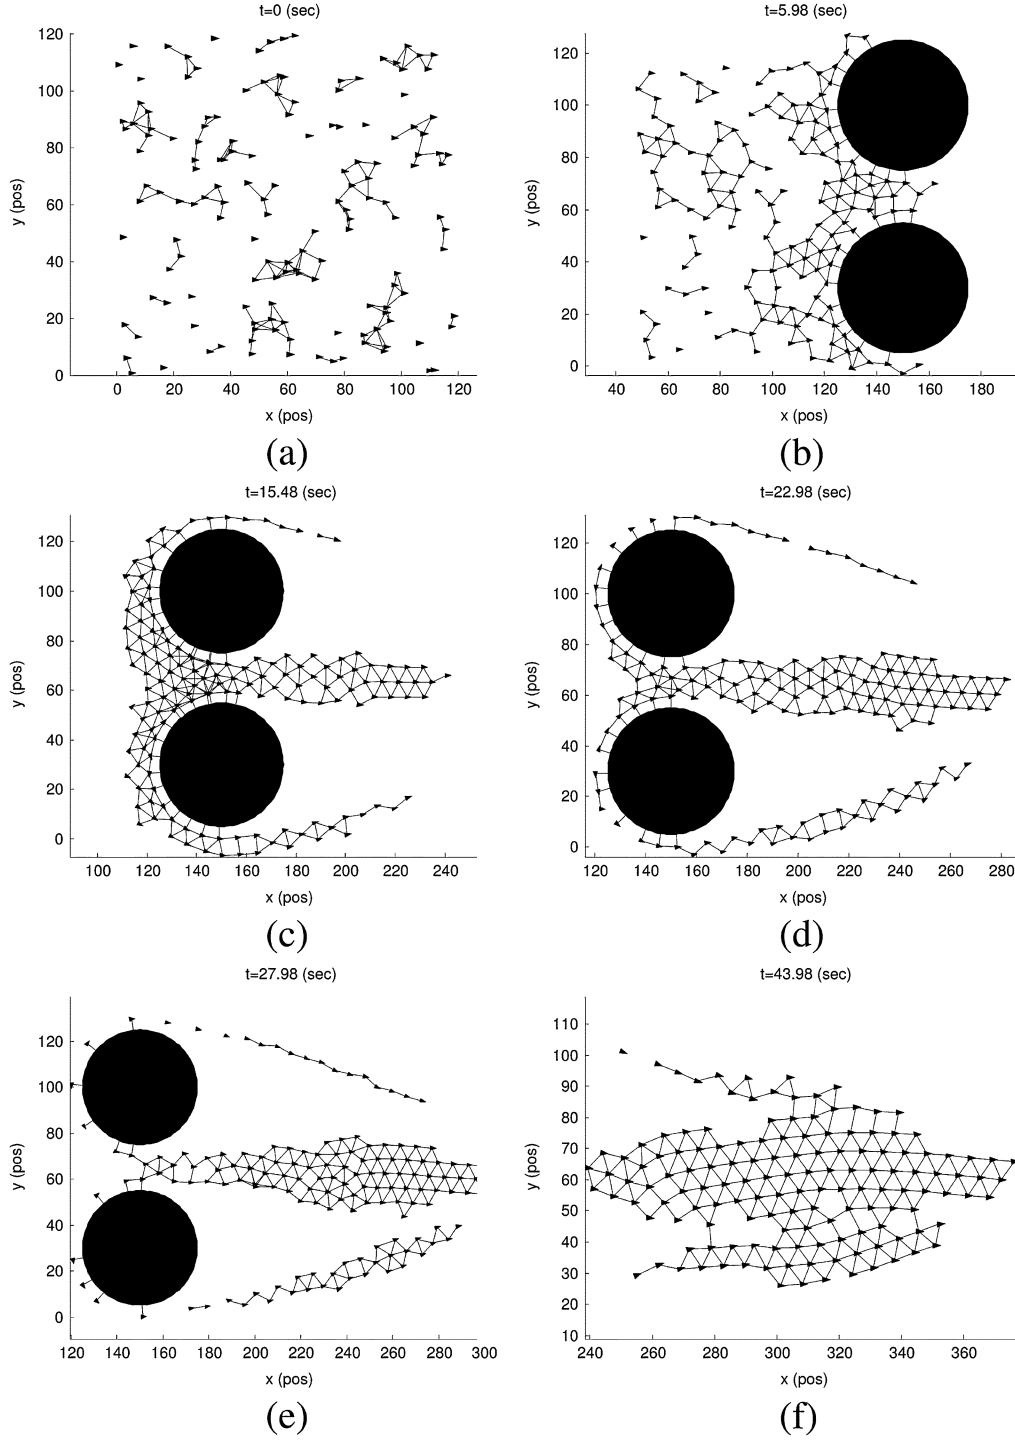 t=0 (sec)
120
100
80
60
40
20
0
y (pos)
0 20 40 60 80 100 120
x (pos)
(a)
t=5.98 (sec)
120
100
80
60
40
20
0
y (pos)
40 60 80 100 120 140 160 180
x (pos)
(b)
t=15.48 (sec)
120
100
80
60
40
20
0
y (pos)
100 120 140 160 180 200 220 240
x (pos)
(c)
t=22.98 (sec)
120
100
80
60
40
20
0
y (pos)
120 140 160 180 200 220 240 260 280
x (pos)
(d)
t=27.98 (sec)
120
100
80
60
40
20
0
y (pos)
120 140 160 180 200 220 240 260 280 300
x (pos)
(e)
t=43.98 (sec)
110
100
90
80
70
60
50
40
30
20
10
y (pos)
240 260 280 300 320 340 360
x (pos)
(f)